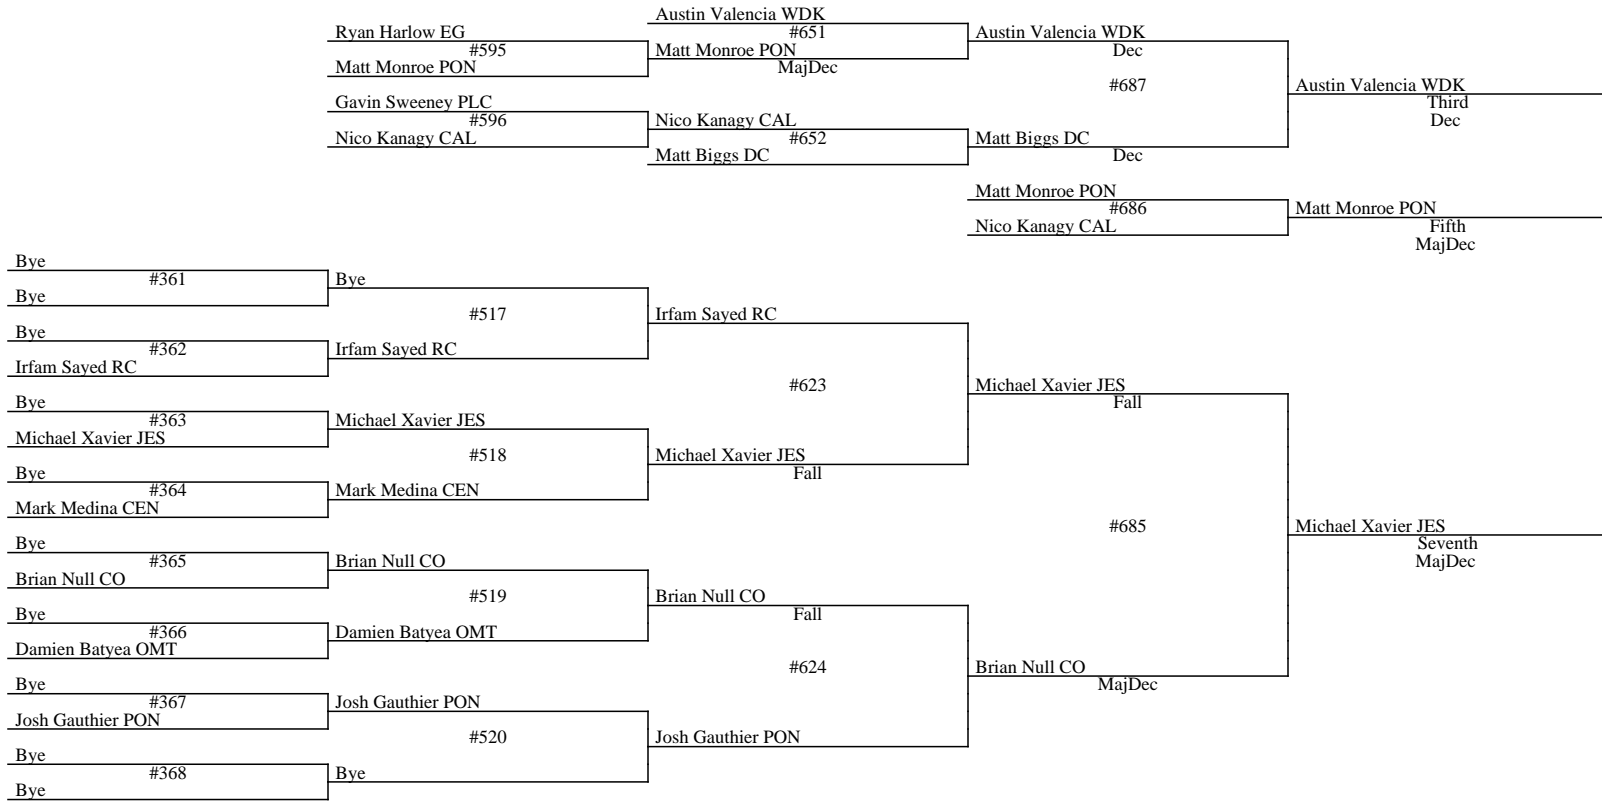 Austin Valencia WDK
Ryan Harlow EG
#651
Austin Valencia WDK
#595
Matt Monroe PON
Dec
Matt Monroe PON
MajDec
#687
Austin Valencia WDK
Gavin Sweeney PLC
Third
#596
Nico Kanagy CAL
Dec
Nico Kanagy CAL
#652
Matt Biggs DC
Matt Biggs DC
Dec
Matt Monroe PON
#686
Matt Monroe PON
Nico Kanagy CAL
Fifth
MajDec
Bye
#361
Bye
Bye
#517
Irfam Sayed RC
Bye
#362
Irfam Sayed RC
Irfam Sayed RC
#623
Michael Xavier JES
Bye
Fall
#363
Michael Xavier JES
Michael Xavier JES
#518
Michael Xavier JES
Bye
Fall
#364
Mark Medina CEN
Mark Medina CEN
#685
Michael Xavier JES
Bye
Seventh
#365
Brian Null CO
MajDec
Brian Null CO
#519
Brian Null CO
Bye
Fall
#366
Damien Batyea OMT
Damien Batyea OMT
#624
Brian Null CO
Bye
MajDec
#367
Josh Gauthier PON
Josh Gauthier PON
#520
Josh Gauthier PON
Bye
#368
Bye
Bye